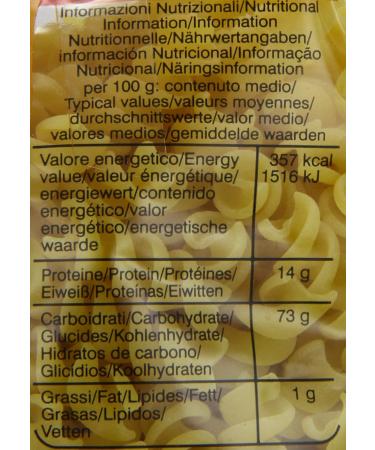 Informazioni Nutrizionali/Nutritional
Information/Information
Nutritionnelle/Nährwertangaben/
información Nutricional/Informação
Nutricional/Näringsinformation
per 100 g: contenuto medio/
Typical values/valeurs moyennes/
durchschnittswerte/valor medio/
valores medios/gemiddelde waarden
Valore energetico/Energy
value/valeur énergétique/
energiewert/contenido
energético/valor
energético/energetische
waarde
357 kcal
1516 kJ
Proteine/Protein/Protéines/
Eiweiß/Proteínas/Eiwitten
14 g
Carboidrati/Carbohydrate/
Glucides/Kohlenhydrate/
Hidratos de carbono/
Glicídios/Koolhydraten
73 g
Grassi/Fat/Lipides/Fett/
Grasas/Lipidos/
Vetten
1 g